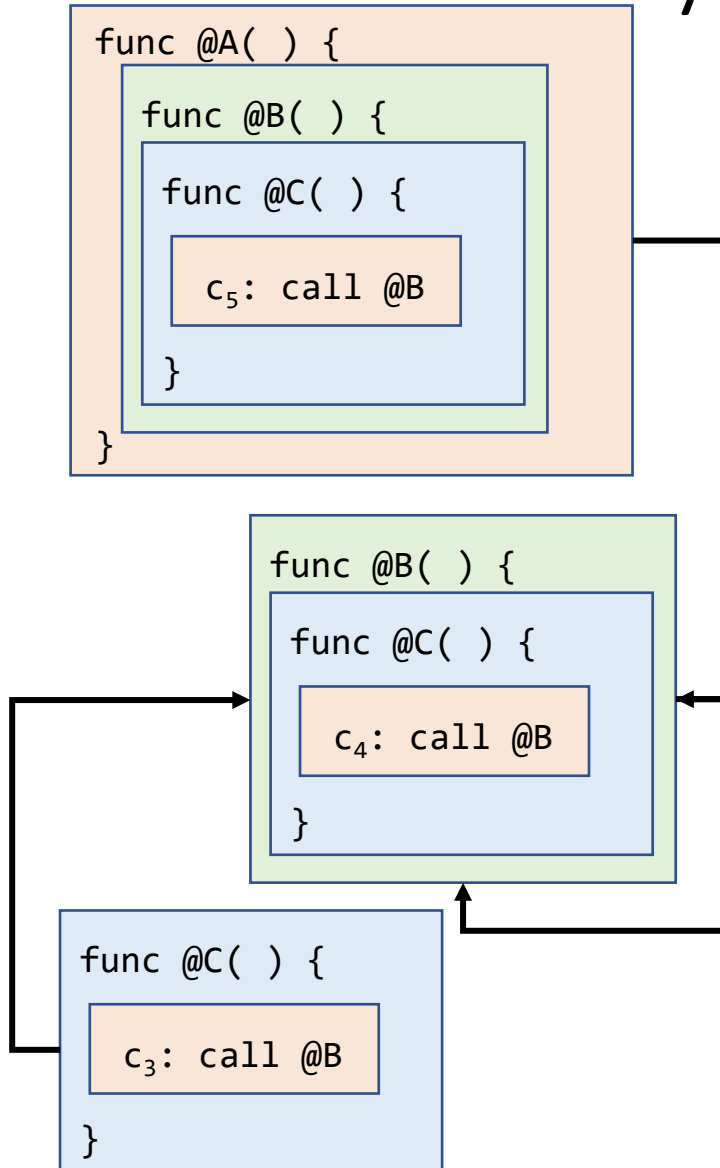 func @A( ) {
func @B( ) {
func @C( ) {
c₅: call @B
}
}
func @B( ) {
func @C( ) {
c₄: call @B
}
func @C( ) {
c₃: call @B
}